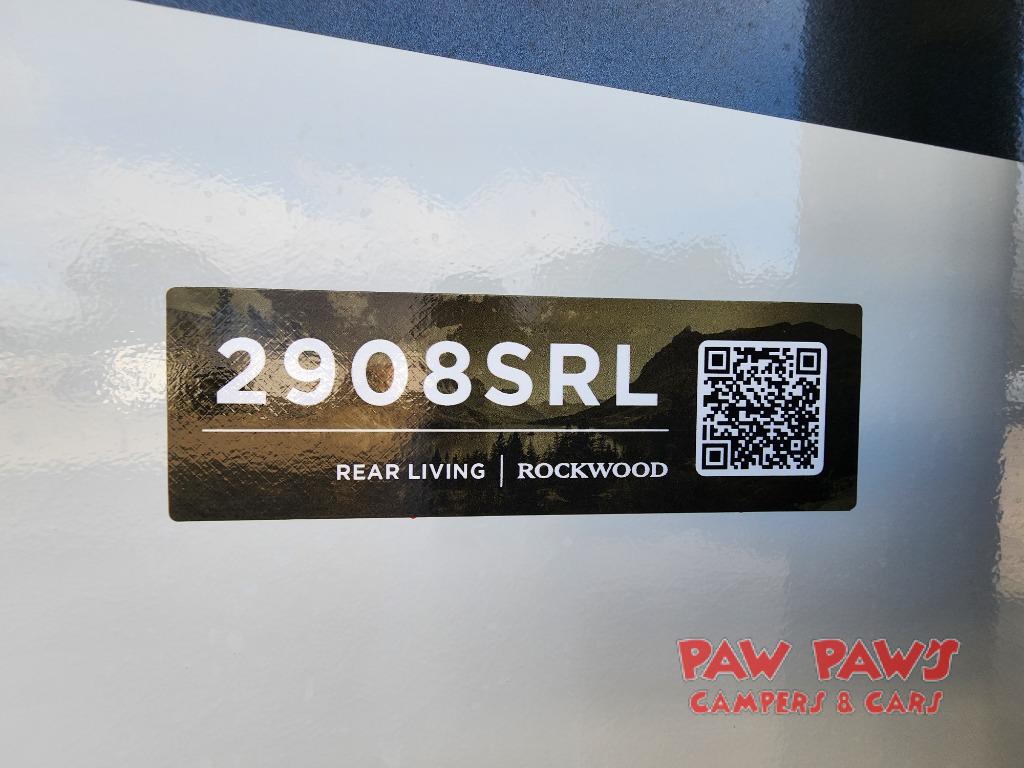 2908SRL
REAR LIVING | ROCKWOOD
PAW PAW'S
CAMPERS & CARS